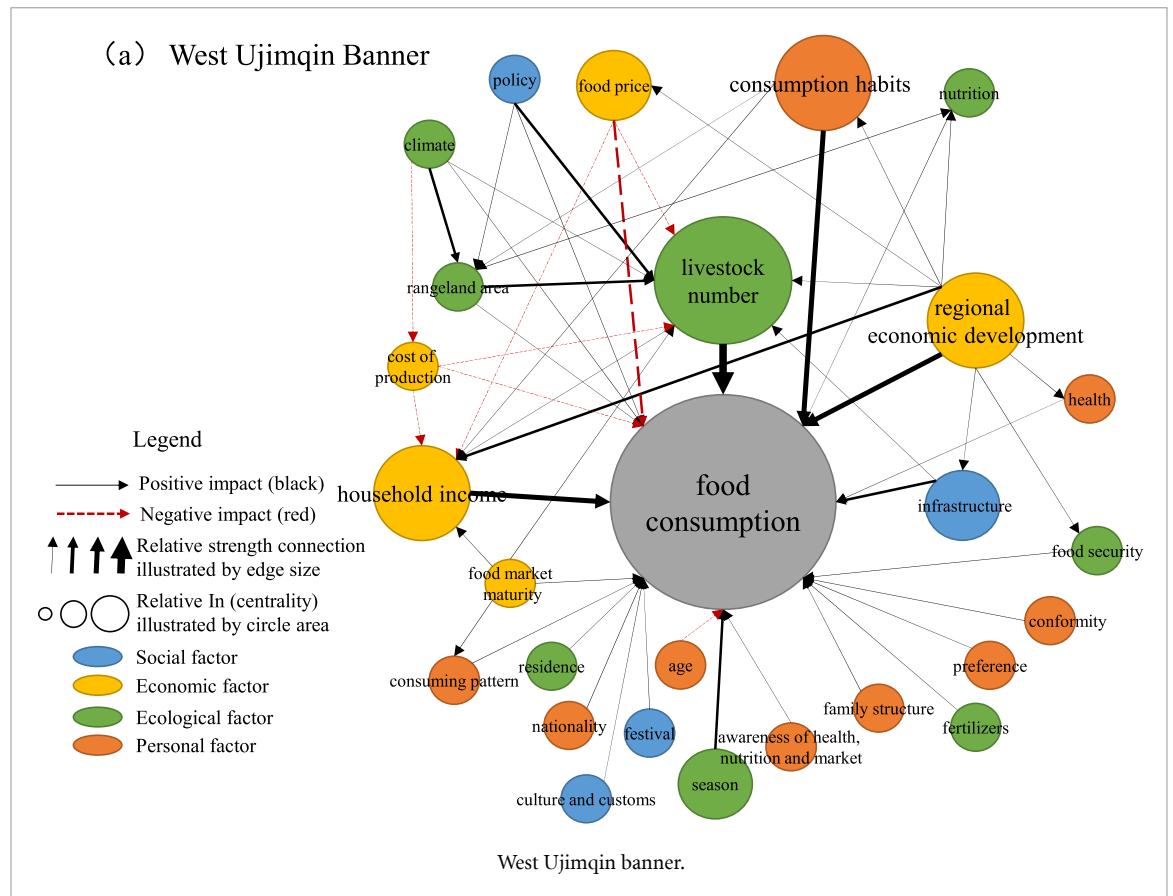 (a) West Ujimqin Banner
policy
food price
consumption habits
nutrition
climate
livestock
number
rangeland area
regional
economic development
cost of
production
health
Legend
Positive impact (black)
Negative impact (red)
Relative strength connection
illustrated by edge size
Relative In (centrality)
illustrated by circle area
Social factor
Economic factor
Ecological factor
Personal factor
household income
food
consumption
infrastructure
food security
food market
maturity
conformity
consuming pattern
residence
age
preference
nationality
festival
family structure
fertilizers
awareness of health,
nutrition and market
culture and customs
season
West Ujimqin banner.